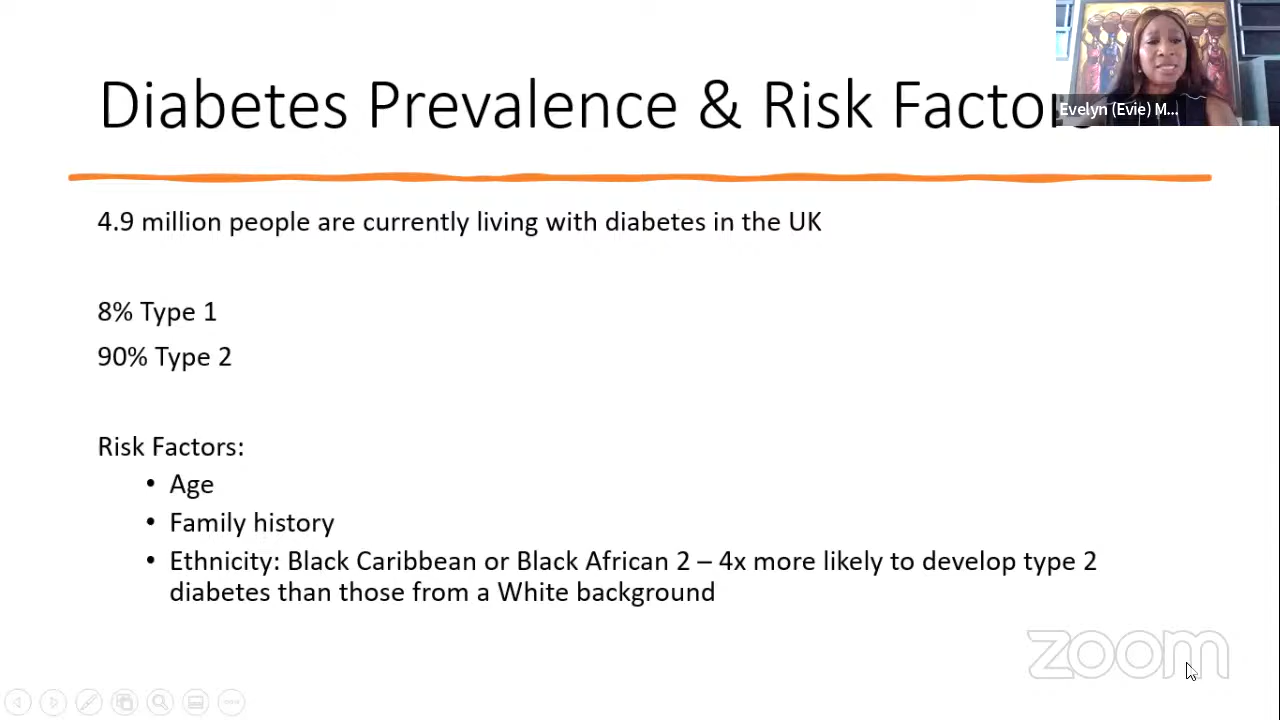 Diabetes Prevalence & Risk Factors
Evelyn (Evie) M...
4.9 million people are currently living with diabetes in the UK
8% Type 1
90% Type 2
Risk Factors:
• Age
• Family history
• Ethnicity: Black Caribbean or Black African 2 – 4x more likely to develop type 2
diabetes than those from a White background
zoom